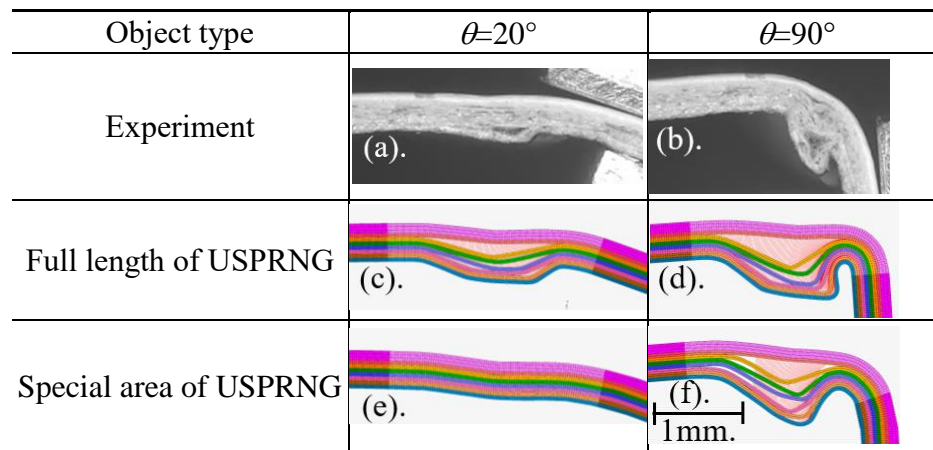 Object type θ=20° θ=90°
Experiment (a). (b).
Full length of USPRNG (c). (d).
Special area of USPRNG (e). (f).
1mm.